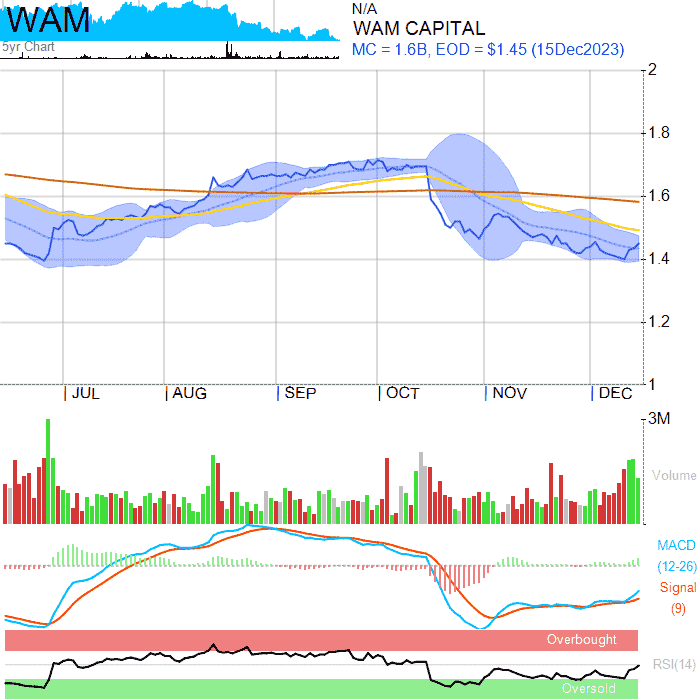 WAM
5yr Chart
N/A
WAM CAPITAL
MC = 1.6B, EOD = $1.45 (15Dec2023)
2
1.8
1.6
1.4
1.2
1
JUL
AUG
SEP
OCT
NOV
DEC
3M
Volume
MACD
(12-26)
Signal
(9)
Overbought
RSI(14)
Oversold